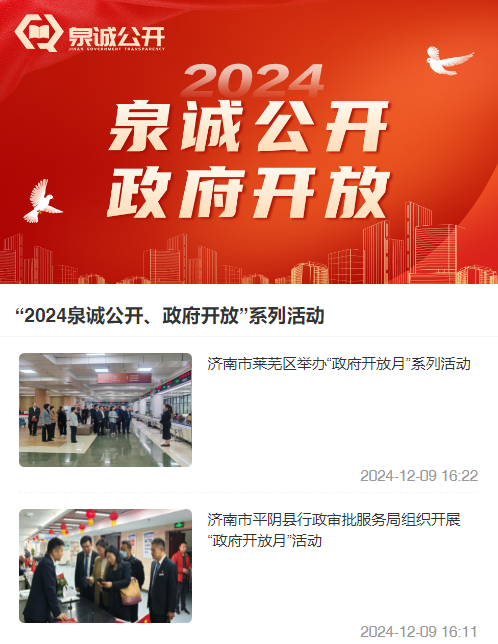 泉诚公开
JINAN GOVERNMENT TRANSPARENCY
2024
泉诚公开
政府开放
“2024泉诚公开、政府开放”系列活动
济南市莱芜区举办“政府开放月”系列活动
2024-12-09 16:22
济南市平阴县行政审批服务局组织开展
“政府开放月”活动
2024-12-09 16:11